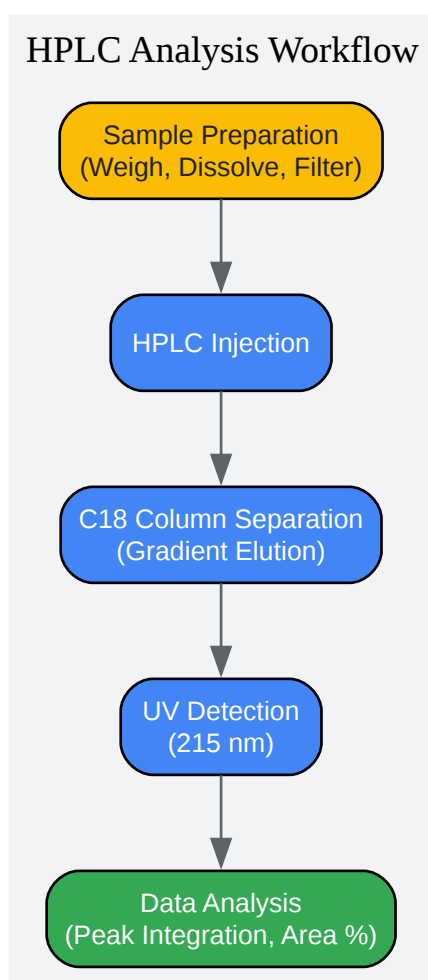 HPLC Analysis Workflow
Sample Preparation
(Weigh, Dissolve, Filter)
HPLC Injection
C18 Column Separation
(Gradient Elution)
UV Detection
(215 nm)
Data Analysis
(Peak Integration, Area %)